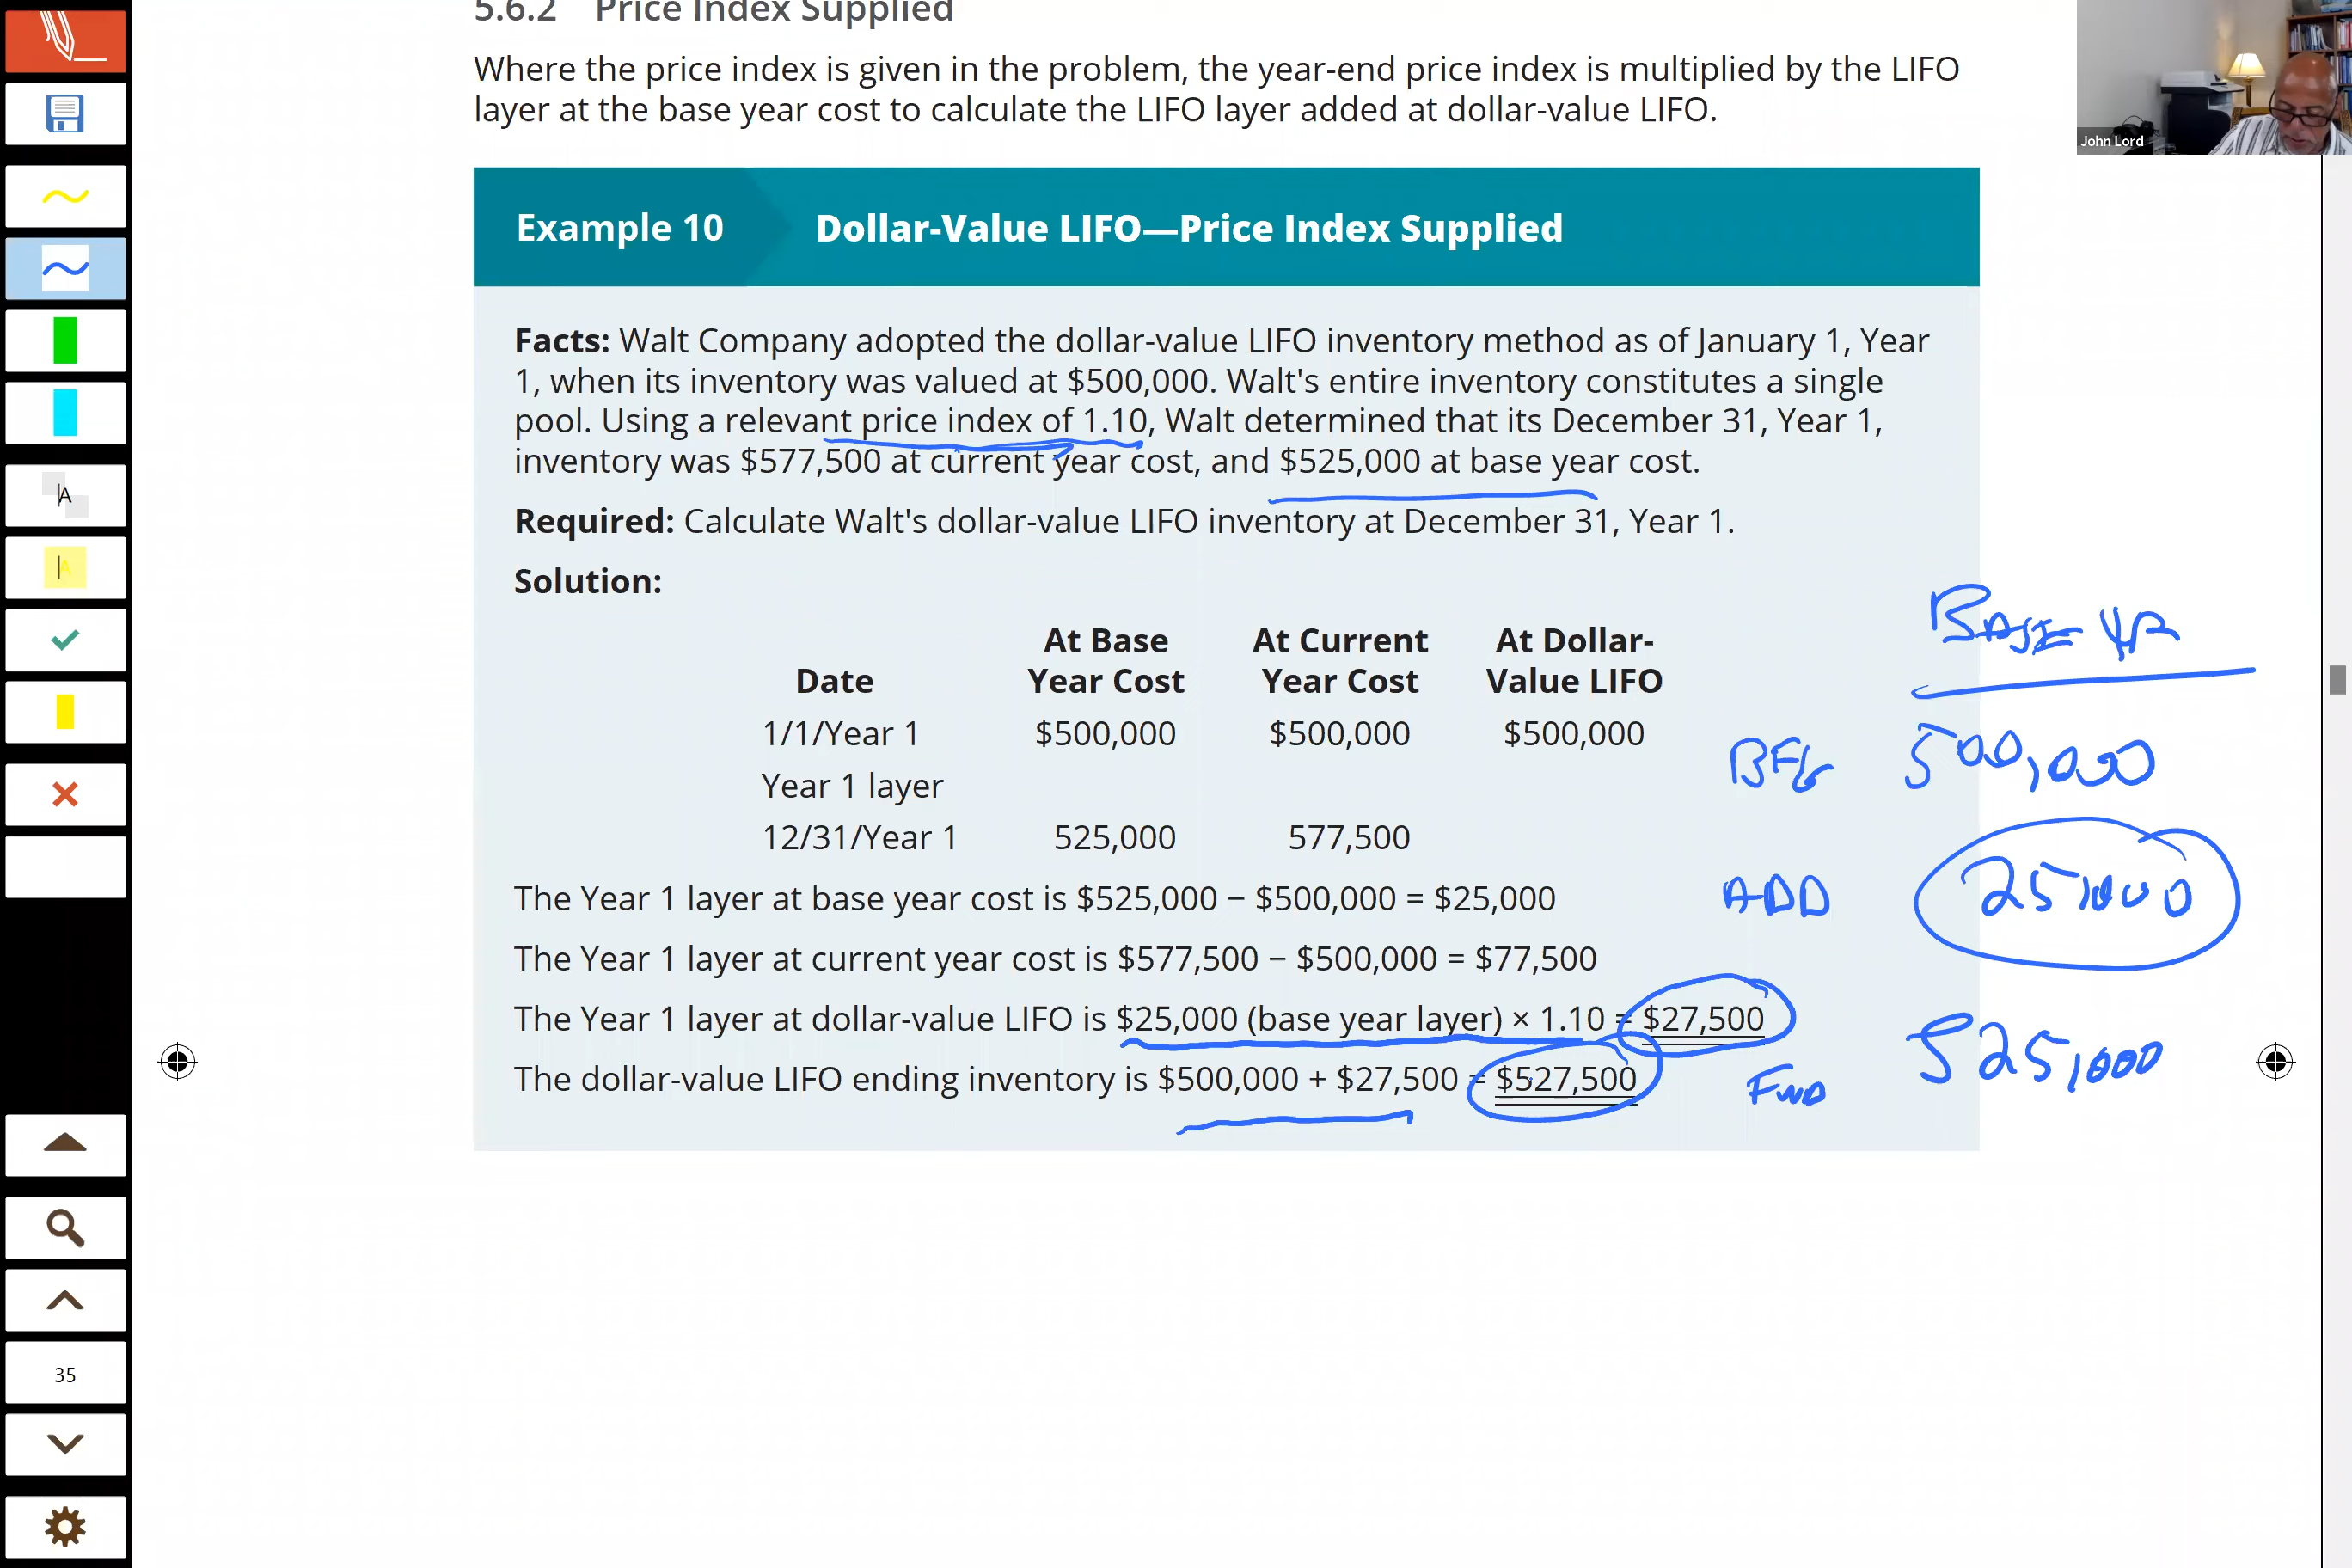 5.6.2 Price Index Supplied
Where the price index is given in the problem, the year-end price index is multiplied by the LIFO
layer at the base year cost to calculate the LIFO layer added at dollar-value LIFO.
John Lord
Example 10 Dollar-Value LIFO—Price Index Supplied
Facts: Walt Company adopted the dollar-value LIFO inventory method as of January 1, Year
1, when its inventory was valued at $500,000. Walt's entire inventory constitutes a single
pool. Using a relevant price index of 1.10, Walt determined that its December 31, Year 1,
inventory was $577,500 at current year cost, and $525,000 at base year cost.
Required: Calculate Walt's dollar-value LIFO inventory at December 31, Year 1.
Solution:
At Base At Current At Dollar-
Date Year Cost Year Cost Value LIFO
1/1/Year 1 $500,000 $500,000 $500,000
Year 1 layer
12/31/Year 1 525,000 577,500
The Year 1 layer at base year cost is $525,000 − $500,000 = $25,000
The Year 1 layer at current year cost is $577,500 − $500,000 = $77,500
The Year 1 layer at dollar-value LIFO is $25,000 (base year layer) × 1.10 = $27,500
The dollar-value LIFO ending inventory is $500,000 + $27,500 = $527,500
BASE YR
BEG 500,000
ADD 25,000
END 525,000
A
A
35